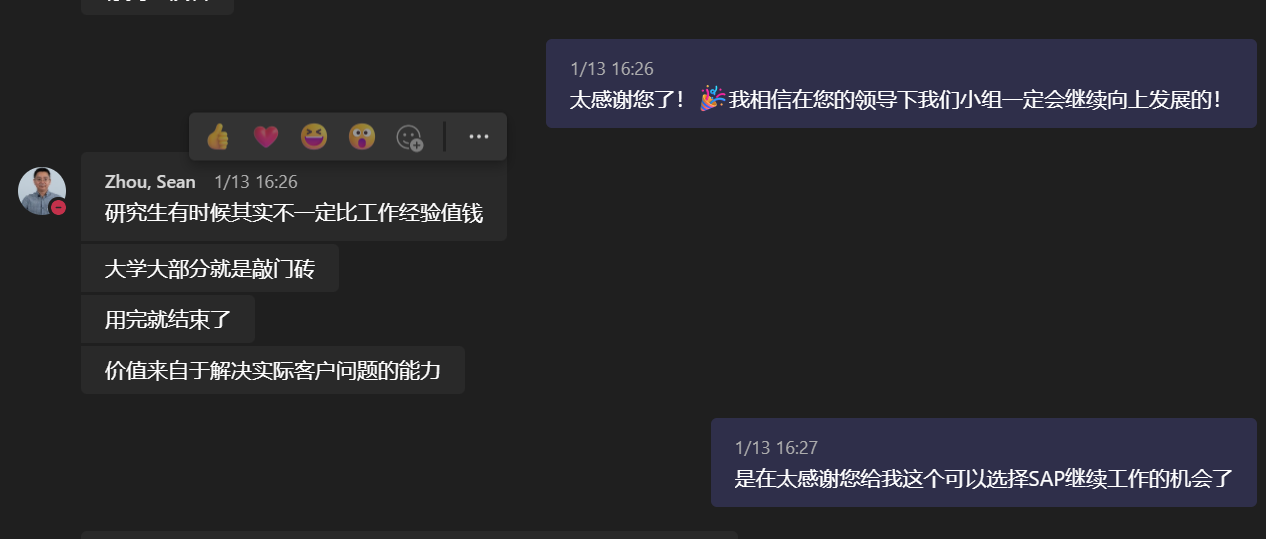 1/13 16:26
太感谢您了！🎉我相信在您的领导下我们小组一定会继续向上发展的！
Zhou, Sean 1/13 16:26
研究生有时候其实不一定比工作经验值钱
大学大部分就是敲门砖
用完就结束了
价值来自于解决实际客户问题的能力
1/13 16:27
是在太感谢您给我这个可以选择SAP继续工作的机会了